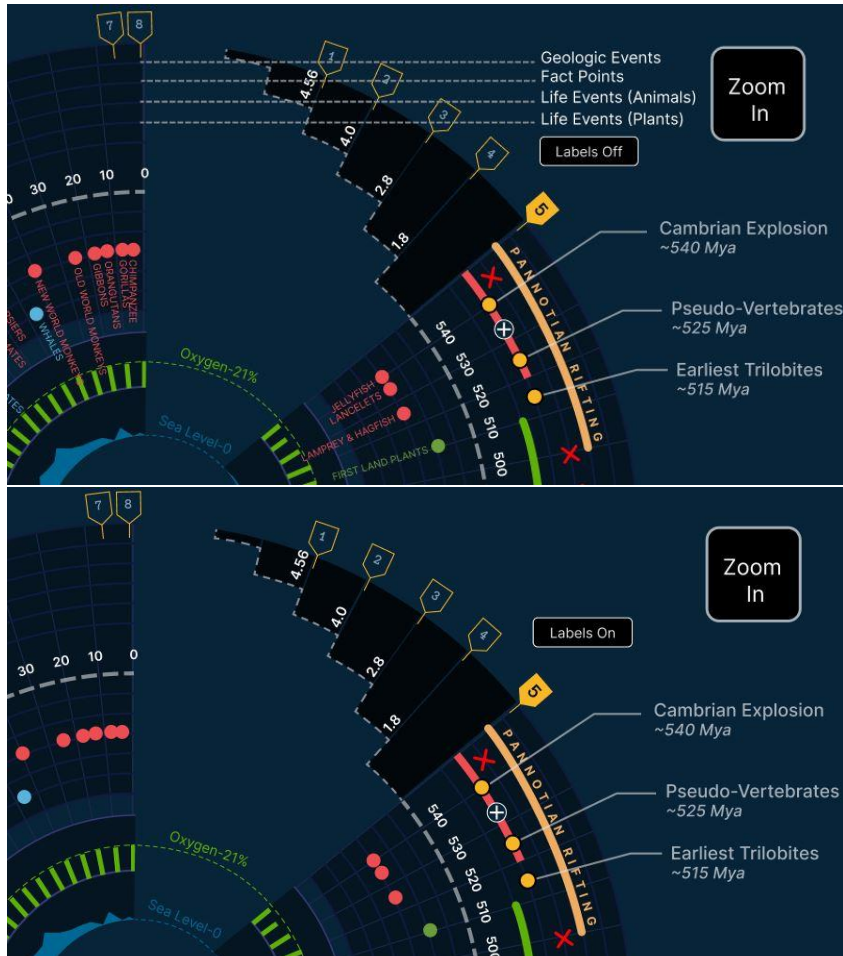 7
8
1
2
3
4
5
Geologic Events
Fact Points
Life Events (Animals)
Life Events (Plants)
Zoom
In
Labels Off
4.56
4.0
2.8
1.8
30
20
10
0
CHIMPANZEE
GORILLAS
ORANGUTANS
GIBBONS
OLD WORLD MONKEYS
NEW WORLD MONKEYS
WHALES
Oxygen-21%
Sea Level-0
PANNOTIAN RIFTING
Cambrian Explosion
~540 Mya
Pseudo-Vertebrates
~525 Mya
Earliest Trilobites
~515 Mya
540
530
520
510
500
JELLYFISH
LANCELETS
LAMPREY & HAGFISH
FIRST LAND PLANTS
7
8
1
2
3
4
5
Zoom
In
Labels On
4.56
4.0
2.8
1.8
30
20
10
0
Oxygen-21%
Sea Level-0
PANNOTIAN RIFTING
Cambrian Explosion
~540 Mya
Pseudo-Vertebrates
~525 Mya
Earliest Trilobites
~515 Mya
540
530
520
510
500